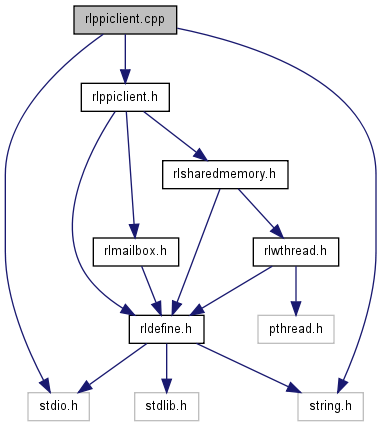 rlppiclient.cpp
rlppiclient.h
rlsharedmemory.h
rlmailbox.h
rlwthread.h
rldefine.h
pthread.h
stdio.h
stdlib.h
string.h